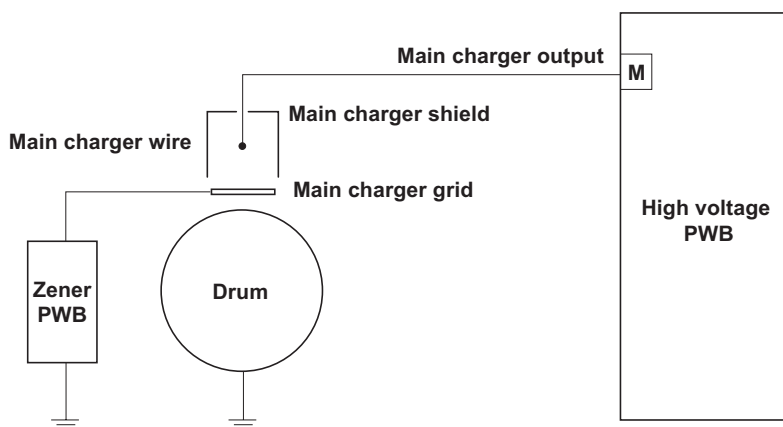 Main charger output
M
Main charger shield
Main charger wire
Main charger grid
High voltage
PWB
Zener
PWB
Drum